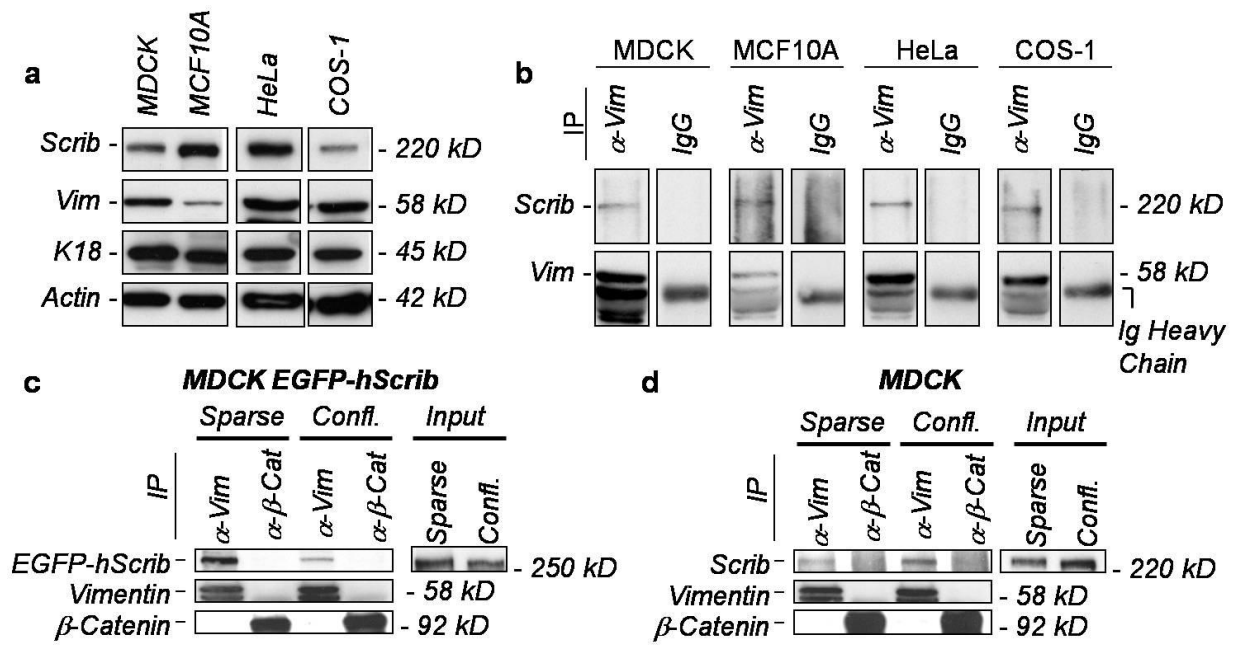 a
MDCK
MCF10A
HeLa
COS-1
Scrib - - 220 kD
Vim - - 58 kD
K18 - - 45 kD
Actin - - 42 kD
b
MDCK MCF10A HeLa COS-1
IP
α-Vim IgG α-Vim IgG α-Vim IgG α-Vim IgG
Scrib - - 220 kD
Vim - - 58 kD
Ig Heavy
Chain
c
MDCK EGFP-hScrib
Sparse Confl. Input
IP
α-Vim α-β-Cat α-Vim α-β-Cat Sparse Confl.
EGFP-hScrib - - 250 kD
Vimentin - - 58 kD
β-Catenin - - 92 kD
d
MDCK
Sparse Confl. Input
IP
α-Vim α-β-Cat α-Vim α-β-Cat Sparse Confl.
Scrib - - 220 kD
Vimentin - - 58 kD
β-Catenin - - 92 kD